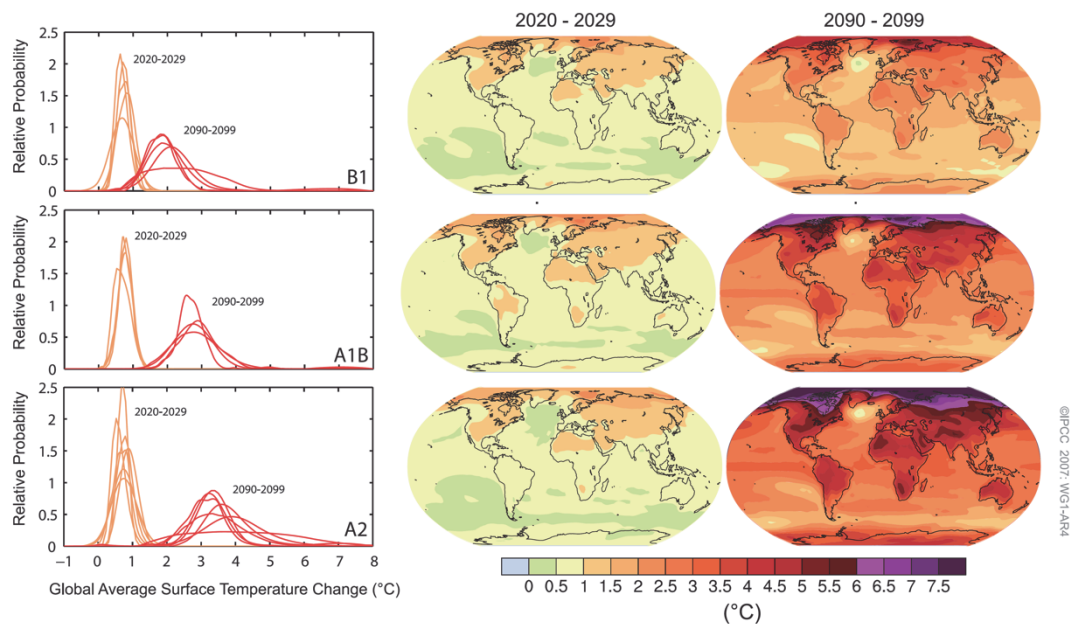 2020 - 2029
2090 - 2099
Relative Probability
2.5
2
1.5
1
0.5
0
2020-2029
2090-2099
B1
Relative Probability
2.5
2
1.5
1
0.5
0
2020-2029
2090-2099
A1B
Relative Probability
2.5
2
1.5
1
0.5
0
2020-2029
2090-2099
A2
−1 0 1 2 3 4 5 6 7 8
Global Average Surface Temperature Change (°C)
0 0.5 1 1.5 2 2.5 3 3.5 4 4.5 5 5.5 6 6.5 7 7.5
(°C)
©IPCC 2007: WG1-AR4